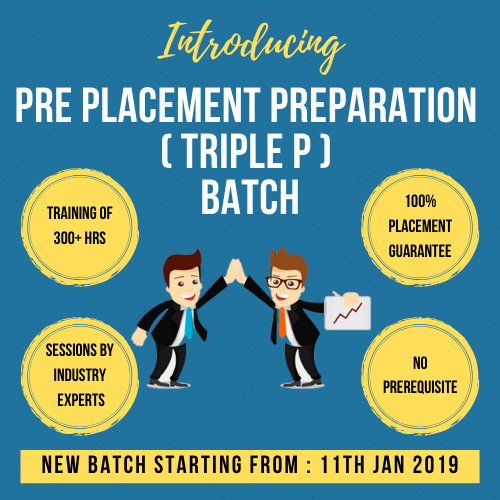 Introducing
PRE PLACEMENT PREPARATION
( TRIPLE P )
BATCH
TRAINING OF
300+ HRS
100%
PLACEMENT
GUARANTEE
SESSIONS BY
INDUSTRY
EXPERTS
NO
PREREQUISITE
NEW BATCH STARTING FROM : 11TH JAN 2019